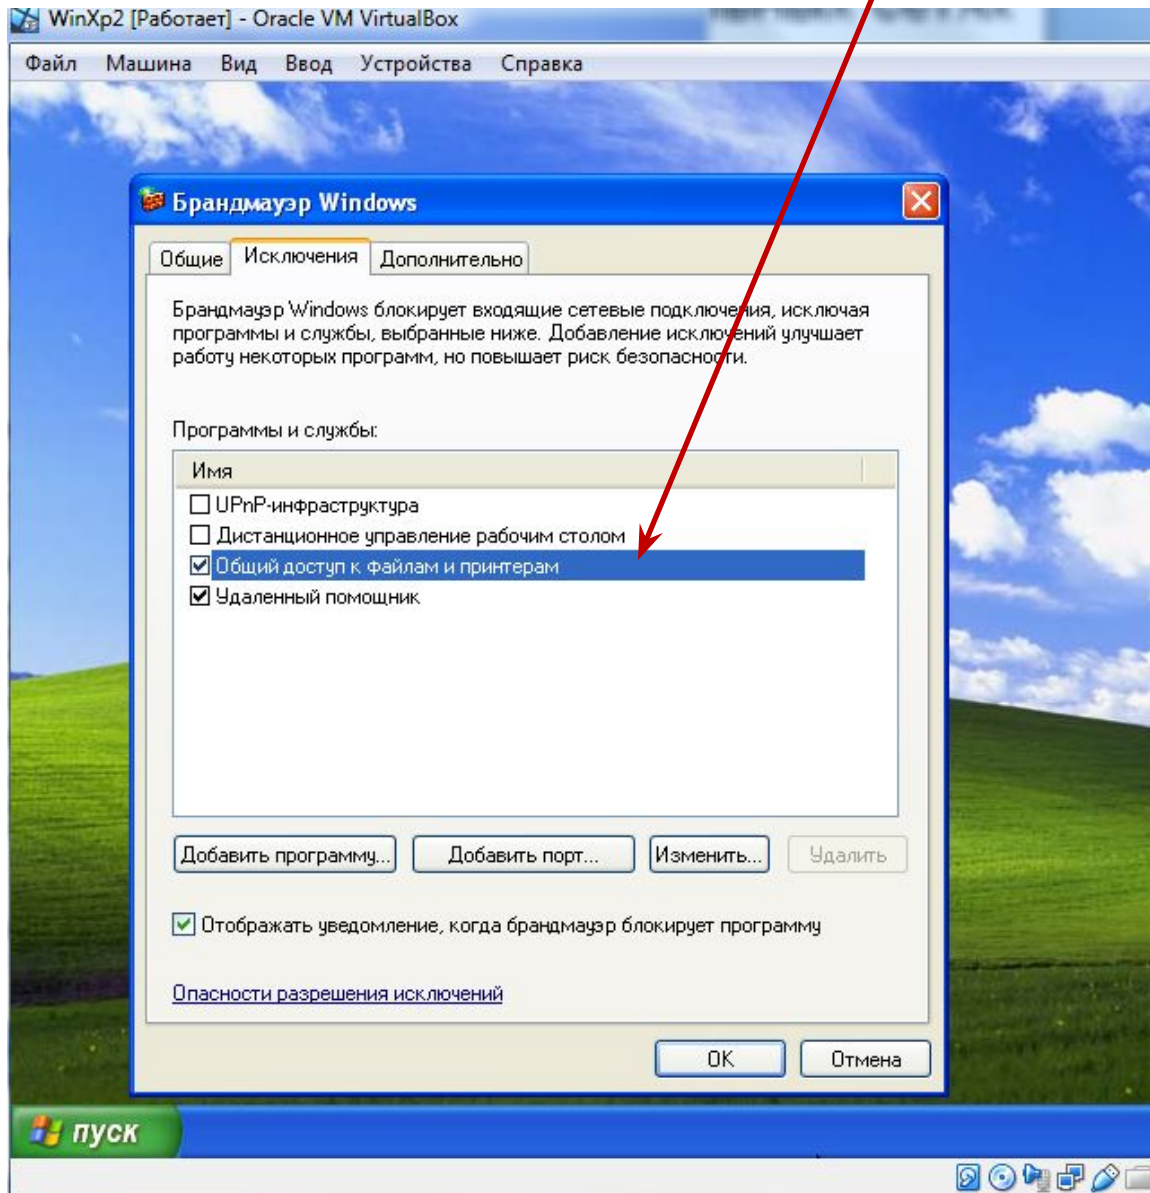 WinXp2 [Работает] - Oracle VM VirtualBox
Файл Машина Вид Ввод Устройства Справка
Брандмауэр Windows
Общие Исключения Дополнительно
Брандмауэр Windows блокирует входящие сетевые подключения, исключая
программы и службы, выбранные ниже. Добавление исключений улучшает
работу некоторых программ, но повышает риск безопасности.
Программы и службы:
Имя
UPnP-инфраструктура
Дистанционное управление рабочим столом
Общий доступ к файлам и принтерам
Удаленный помощник
Добавить программу... Добавить порт... Изменить... Удалить
Отображать уведомление, когда брандмауэр блокирует программу
Опасности разрешения исключений
ОК Отмена
пуск